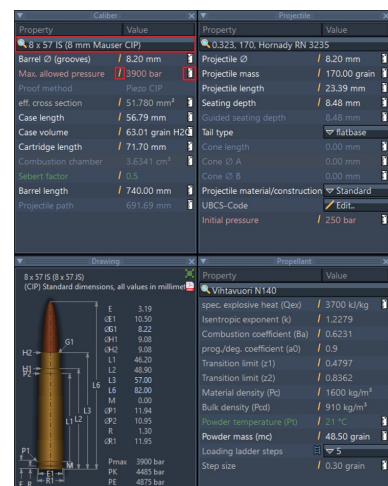 Caliber
Property Value
8 x 57 IS (8 mm Mauser CIP)
Barrel Ø (grooves) 8.20 mm
Max. allowed pressure 3900 bar
Proof method Piezo CIP
eff. cross section 51.780 mm²
Case length 56.79 mm
Case volume 63.01 grain H2O
Cartridge length 71.70 mm
Combustion chamber 3.6341 cm³
Sebert factor 0.5
Barrel length 740.00 mm
Projectile path 691.69 mm
Projectile
Property Value
0.323, 170, Hornady RN 3235
Projectile Ø 8.20 mm
Projectile mass 170.00 grain
Projectile length 23.39 mm
Seating depth 8.48 mm
Guided seating depth 8.48 mm
Tail type flatbase
Cone length 0.00 mm
Cone Ø A 0.00 mm
Cone Ø B 0.00 mm
Projectile material/construction Standard
UBCS-Code Edit..
Initial pressure 250 bar
Drawing
8 x 57 IS (8 x 57 JS)
(CIP) Standard dimensions, all values in millimet
E 3.19
ØE1 10.50
ØG1 8.22
ØH1 9.08
ØH2 9.08
L1 46.20
L2 48.90
L3 57.00
L6 82.00
M 0.00
ØP1 11.94
ØP2 10.95
R 1.30
ØR1 11.95
Pmax 3900 bar
PK 4485 bar
PE 4875 bar
G1
H2
H1
P2
L6
L3
L2
L1
P1
M
E1
E R
R1
Propellant
Property Value
Vihtavuori N140
spec. explosive heat (Qex) 3700 kJ/kg
Isentropic exponent (k) 1.2279
Combustion coefficient (Ba) 0.6231
prog./deg. coefficient (a0) 0.9
Transition limit (z1) 0.4797
Transition limit (z2) 0.8362
Material density (Pc) 1600 kg/m³
Bulk density (Pcd) 910 kg/m³
Powder temperature (Pt) 21 °C
Powder mass (mc) 48.50 grain
Loading ladder steps 5
Step size 0.30 grain